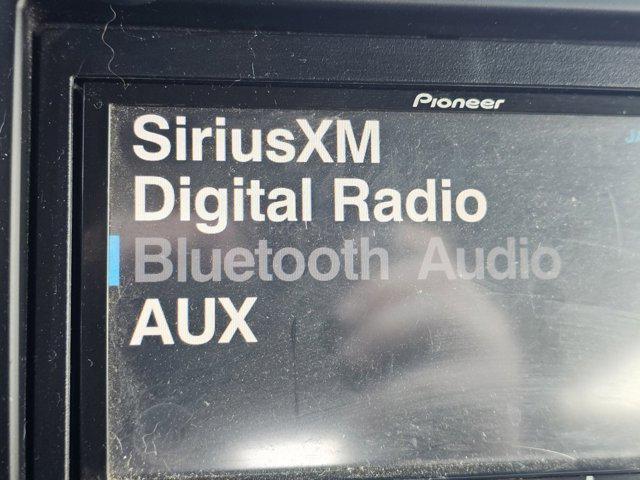 Pioneer
SiriusXM
Digital Radio
Bluetooth Audio
AUX